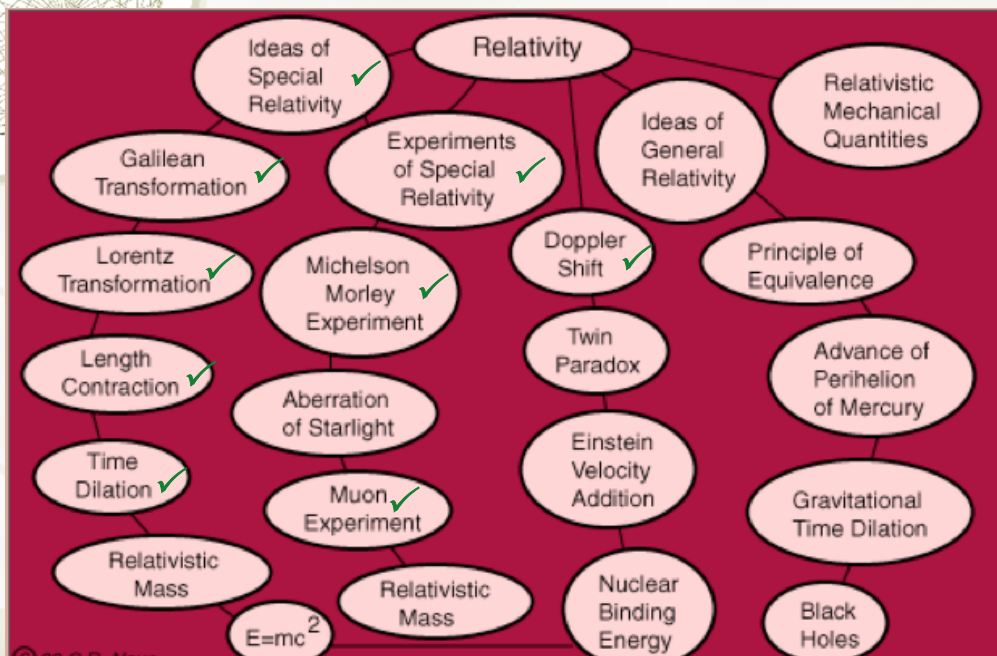 Relativity
Ideas of
Special
Relativity
Relativistic
Mechanical
Quantities
Ideas of
General
Relativity
Experiments
of Special
Relativity
Galilean
Transformation
Doppler
Shift
Principle of
Equivalence
Lorentz
Transformation
Michelson
Morley
Experiment
Twin
Paradox
Advance of
Perihelion
of Mercury
Length
Contraction
Aberration
of Starlight
Einstein
Velocity
Addition
Time
Dilation
Muon
Experiment
Gravitational
Time Dilation
Relativistic
Mass
Relativistic
Mass
Nuclear
Binding
Energy
Black
Holes
E=mc²